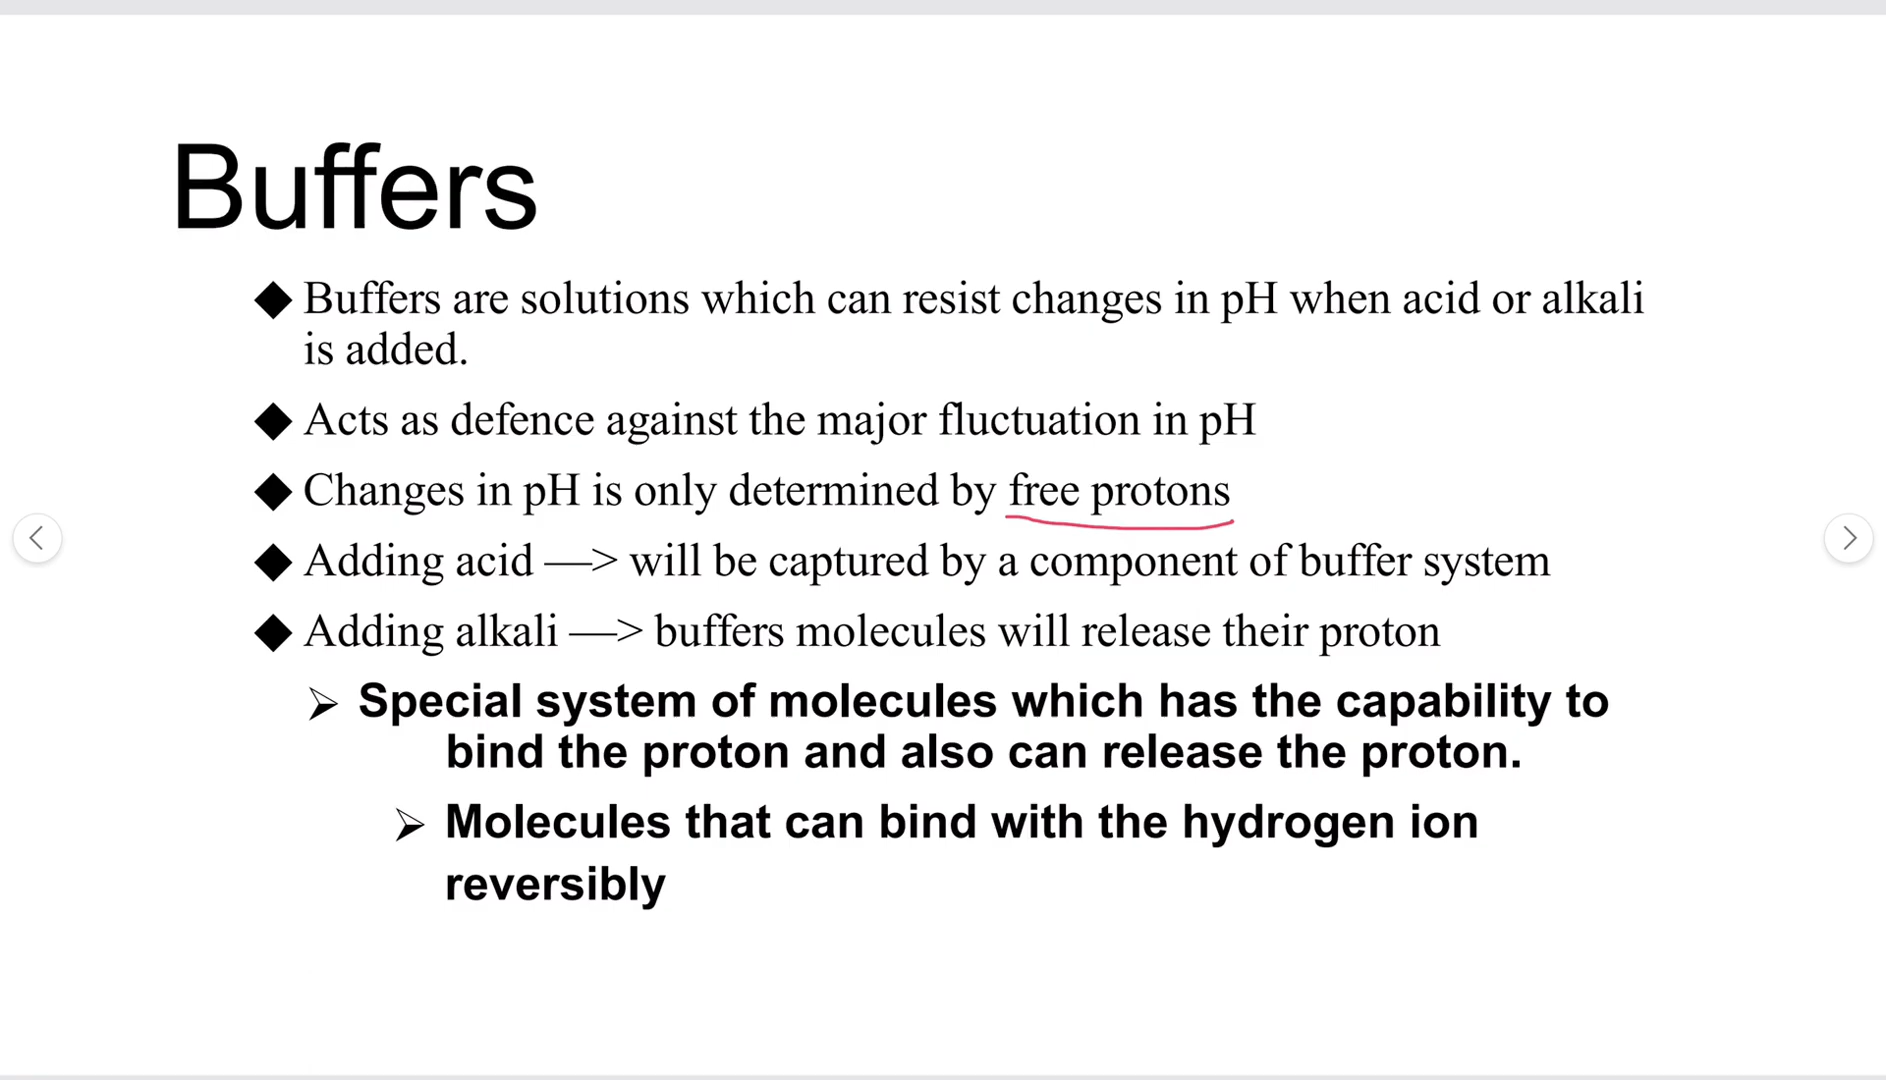 Buffers
◆ Buffers are solutions which can resist changes in pH when acid or alkali
is added.
◆ Acts as defence against the major fluctuation in pH
◆ Changes in pH is only determined by free protons
◆ Adding acid —> will be captured by a component of buffer system
◆ Adding alkali —> buffers molecules will release their proton
➢ Special system of molecules which has the capability to
bind the proton and also can release the proton.
➢ Molecules that can bind with the hydrogen ion
reversibly